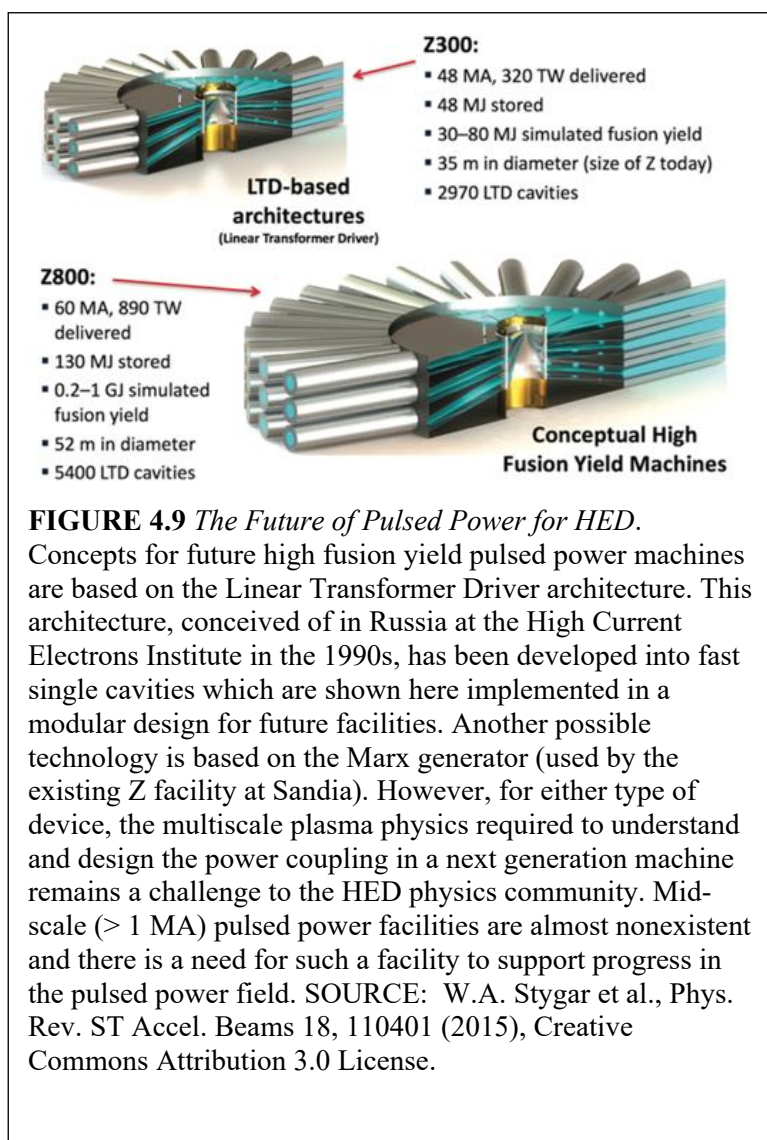 Z300:
▪ 48 MA, 320 TW delivered
▪ 48 MJ stored
▪ 30–80 MJ simulated fusion yield
▪ 35 m in diameter (size of Z today)
▪ 2970 LTD cavities
LTD-based
architectures
(Linear Transformer Driver)
Z800:
▪ 60 MA, 890 TW
delivered
▪ 130 MJ stored
▪ 0.2–1 GJ simulated
fusion yield
▪ 52 m in diameter
▪ 5400 LTD cavities
Conceptual High
Fusion Yield Machines
FIGURE 4.9 The Future of Pulsed Power for HED.
Concepts for future high fusion yield pulsed power machines
are based on the Linear Transformer Driver architecture. This
architecture, conceived of in Russia at the High Current
Electrons Institute in the 1990s, has been developed into fast
single cavities which are shown here implemented in a
modular design for future facilities. Another possible
technology is based on the Marx generator (used by the
existing Z facility at Sandia). However, for either type of
device, the multiscale plasma physics required to understand
and design the power coupling in a next generation machine
remains a challenge to the HED physics community. Mid-
scale (> 1 MA) pulsed power facilities are almost nonexistent
and there is a need for such a facility to support progress in
the pulsed power field. SOURCE: W.A. Stygar et al., Phys.
Rev. ST Accel. Beams 18, 110401 (2015), Creative
Commons Attribution 3.0 License.